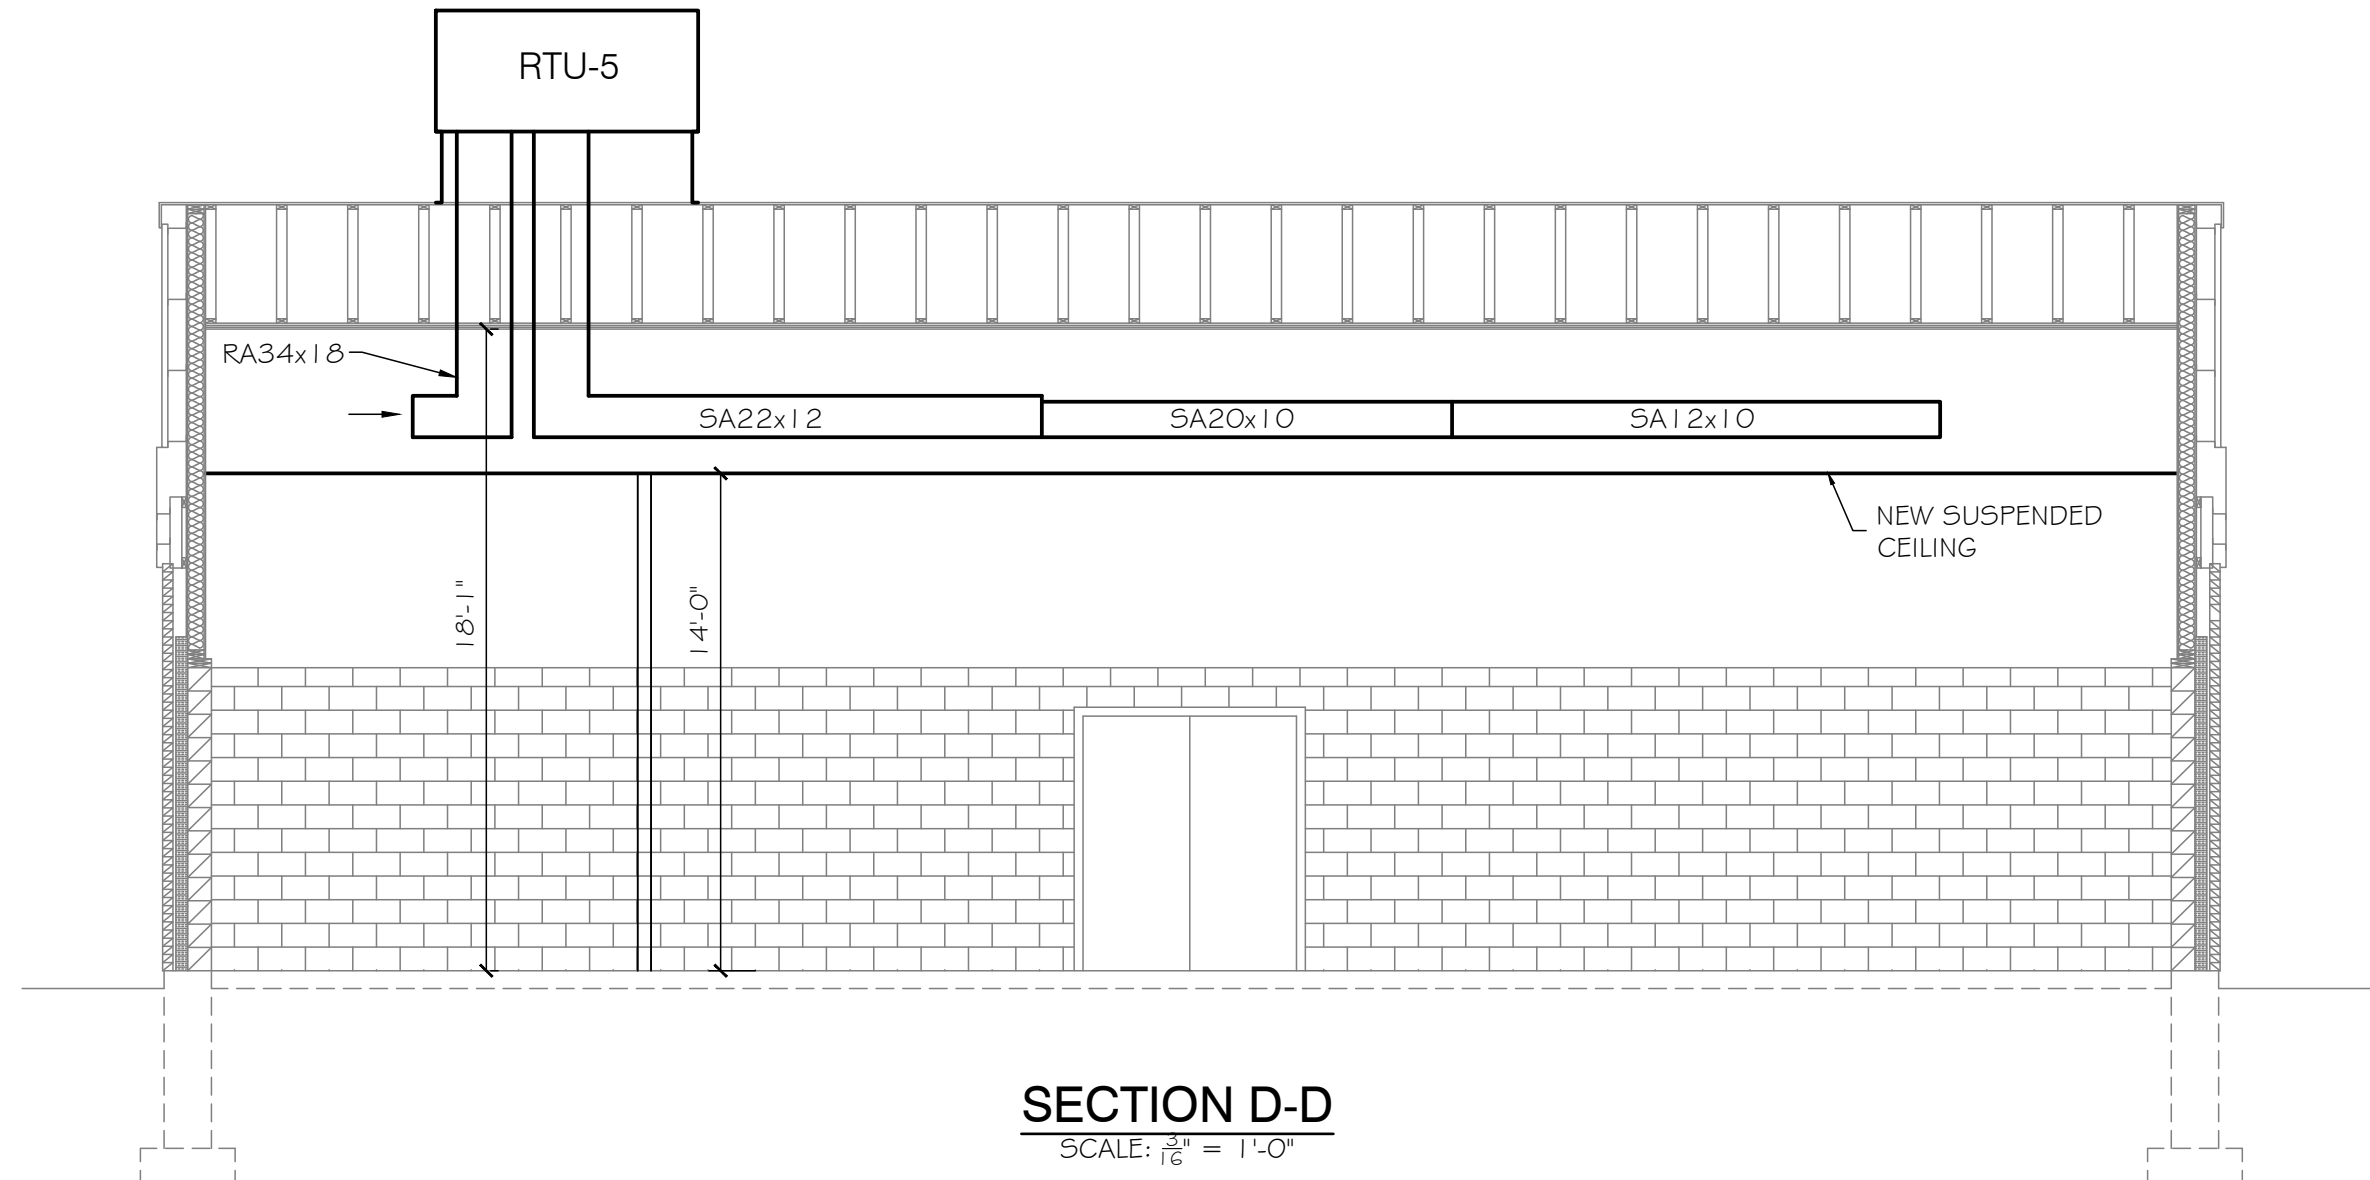 RTU-5
RA34x18
SA22x12
SA20x10
SA12x10
NEW SUSPENDED
CEILING
18'-1"
14'-0"
SECTION D-D
SCALE: 3/16" = 1'-0"